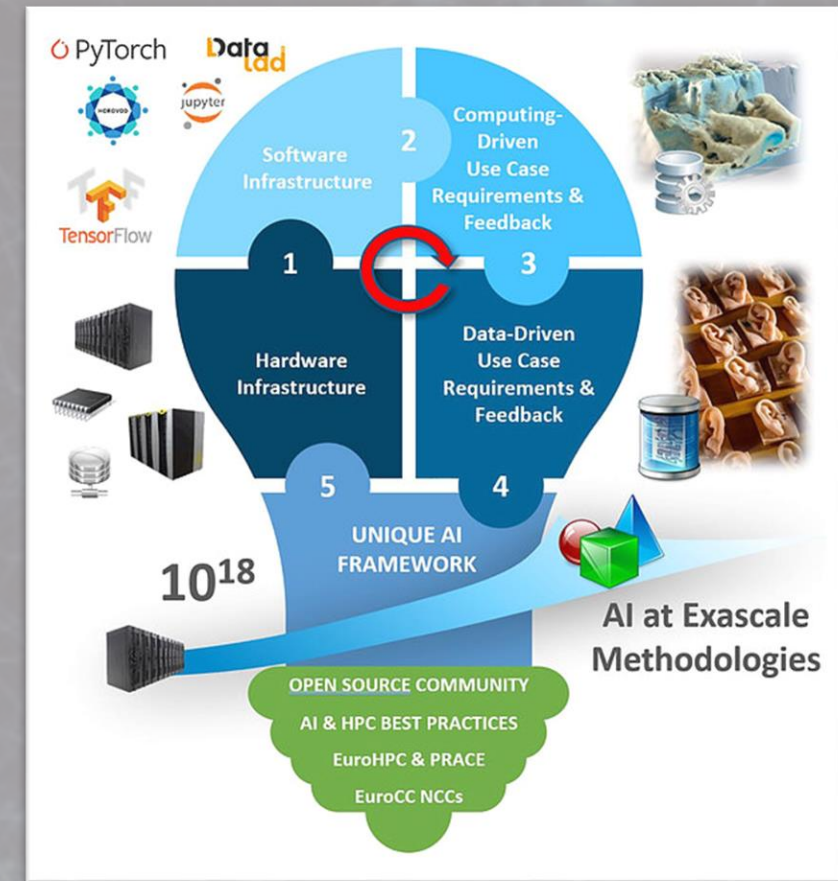 PyTorch
Data
lad
HOROVOD
jupyter
TensorFlow
Software
Infrastructure
2
Computing-
Driven
Use Case
Requirements &
Feedback
1
3
Hardware
Infrastructure
Data-Driven
Use Case
Requirements &
Feedback
5
4
UNIQUE AI
FRAMEWORK
10¹⁸
AI at Exascale
Methodologies
OPEN SOURCE COMMUNITY
AI & HPC BEST PRACTICES
EuroHPC & PRACE
EuroCC NCCs